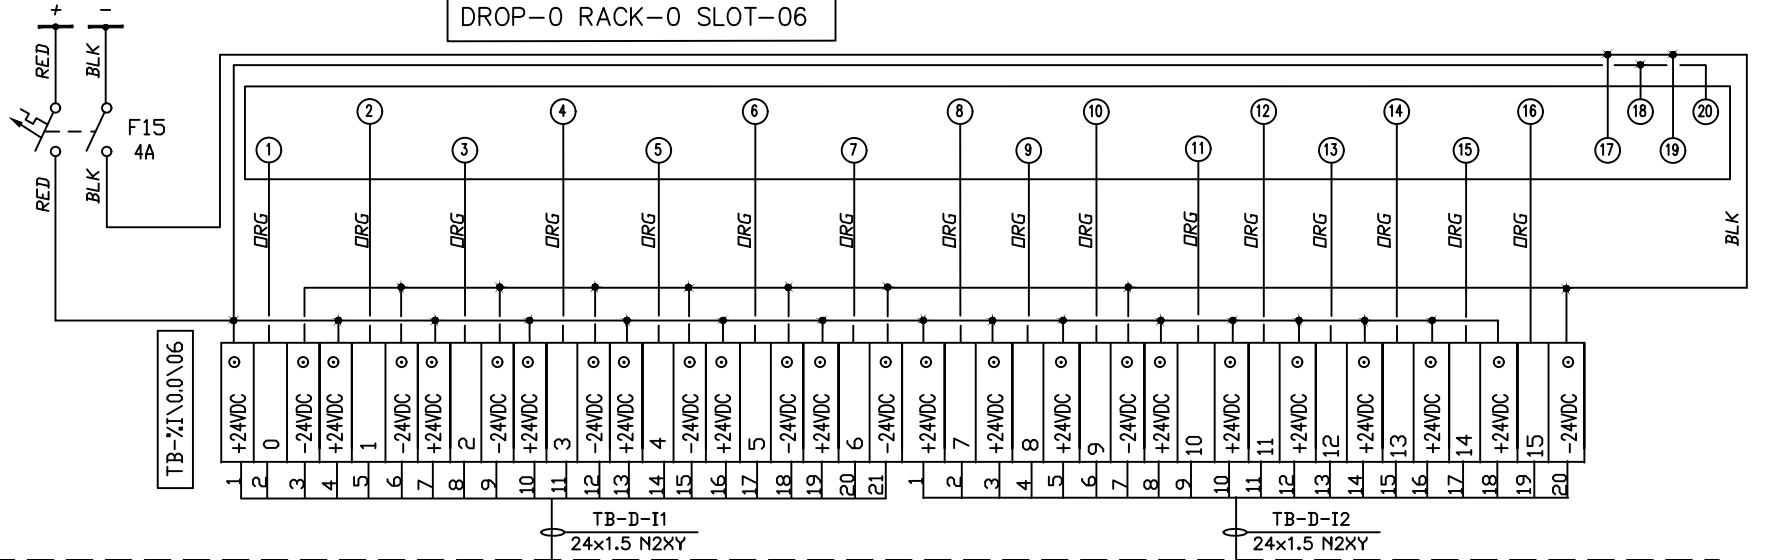 + −
DROP−0 RACK−0 SLOT−06
RED BLK
F15
4A
RED BLK
2 4 6 8 10 12 14 16 18 20
1 3 5 7 9 11 13 15 17 19
ORG ORG ORG ORG ORG ORG ORG ORG ORG ORG ORG ORG ORG ORG ORG ORG BLK
TB-%I\0.0\06
+24VDC 0 -24VDC +24VDC 1 -24VDC +24VDC 2 -24VDC +24VDC 3 -24VDC +24VDC 4 -24VDC +24VDC 5 -24VDC +24VDC 6 -24VDC +24VDC 7 +24VDC 8 +24VDC 9 -24VDC +24VDC 10 +24VDC 11 +24VDC 12 +24VDC 13 +24VDC 14 +24VDC 15 -24VDC
1 2 3 4 5 6 7 8 9 10 11 12 13 14 15 16 17 18 19 20 21 1 2 3 4 5 6 7 8 9 10 11 12 13 14 15 16 17 18 19 20
TB-D-I1 TB-D-I2
24x1.5 N2XY 24x1.5 N2XY